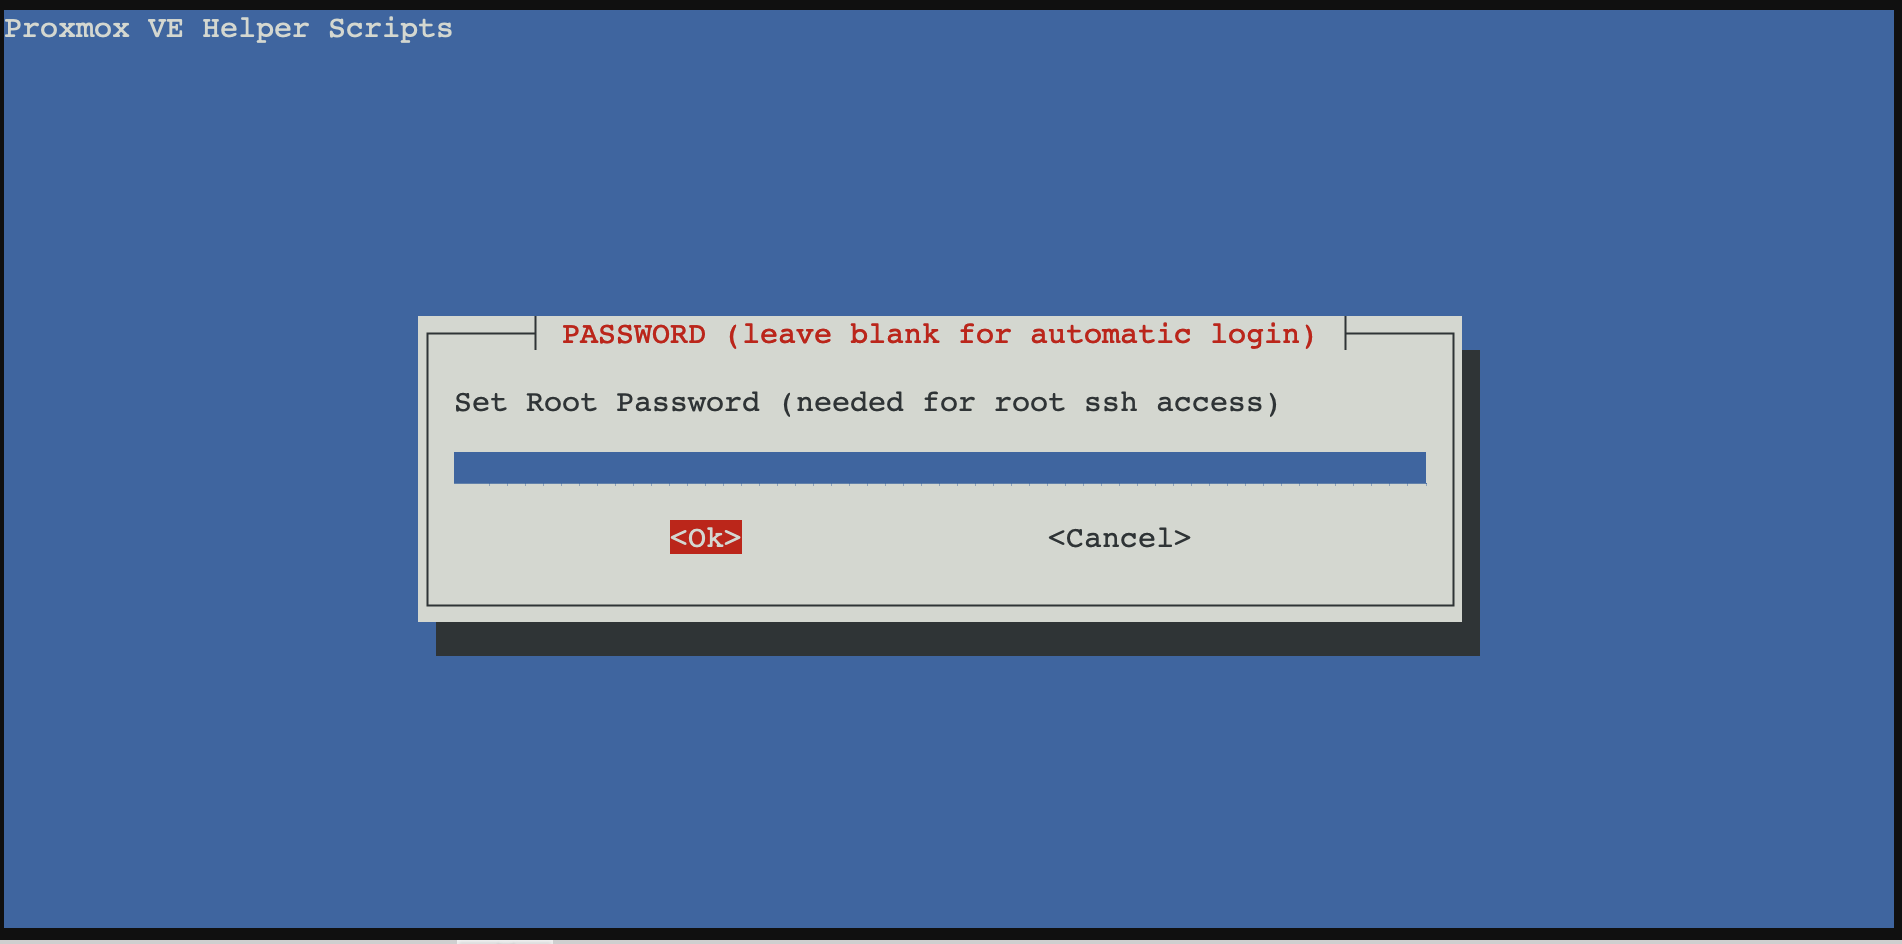 Proxmox VE Helper Scripts
PASSWORD (leave blank for automatic login)
Set Root Password (needed for root ssh access)
<Ok> <Cancel>